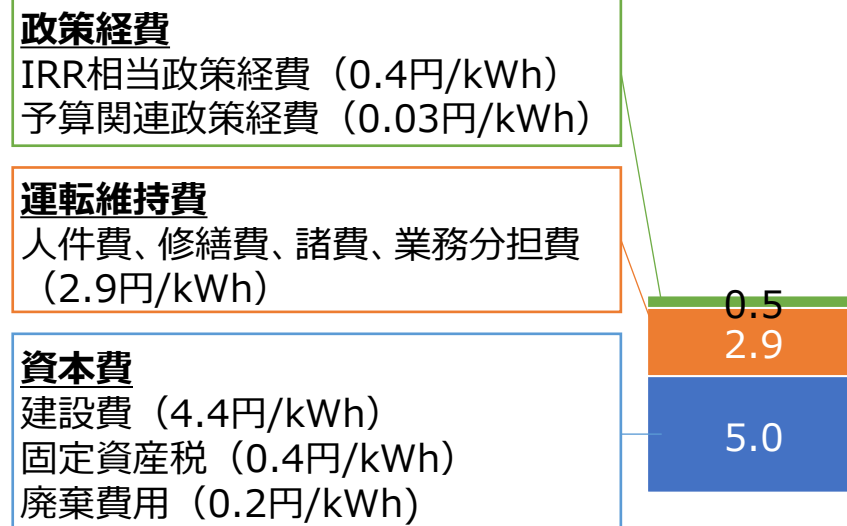 政策経費
IRR相当政策経費（0.4円/kWh）
予算関連政策経費（0.03円/kWh）
運転維持費
人件費、修繕費、諸費、業務分担費
（2.9円/kWh）
資本費
建設費（4.4円/kWh）
固定資産税（0.4円/kWh）
廃棄費用（0.2円/kWh)
0.5
2.9
5.0